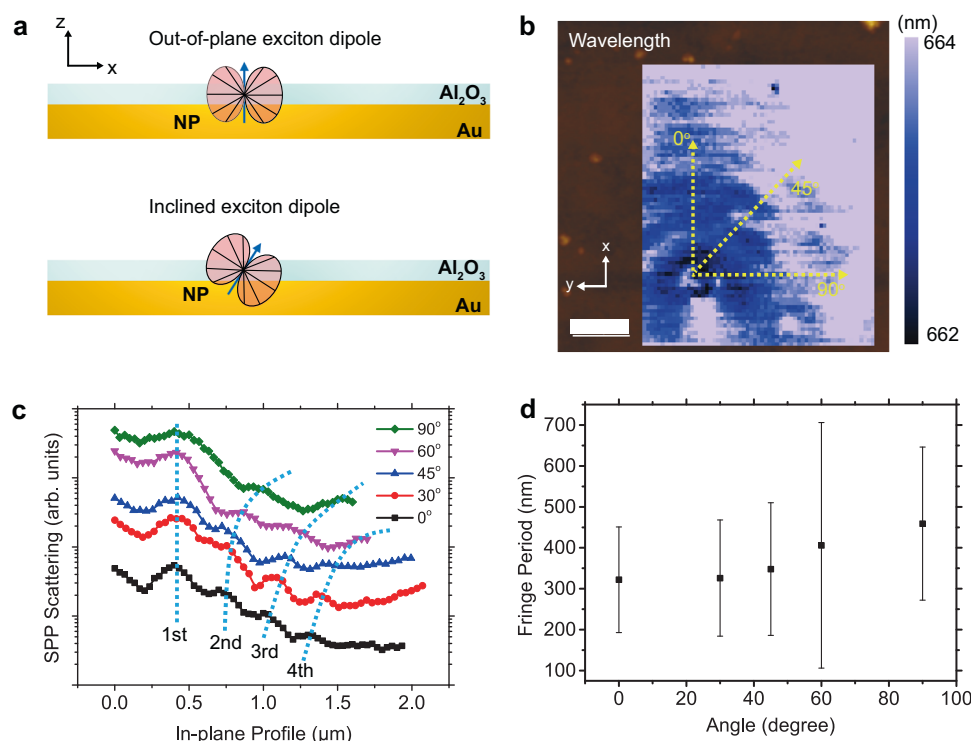 a
z
x
Out-of-plane exciton dipole
Al₂O₃
NP
Au
Inclined exciton dipole
Al₂O₃
NP
Au
b
(nm)
Wavelength
664
0°
45°
90°
x
y
662
c
SPP Scattering (arb. units)
90°
60°
45°
30°
0°
1st
2nd
3rd
4th
0.0 0.5 1.0 1.5 2.0
In-plane Profile (μm)
d
Fringe Period (nm)
700
600
500
400
300
200
100
0 20 40 60 80 100
Angle (degree)